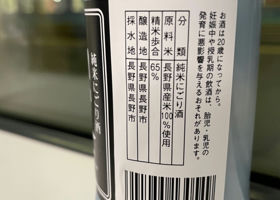 お酒は20歳になってから。
妊娠中や授乳期の飲酒は、胎児・乳児の
発育に悪影響を与えるおそれがあります。
分類 純米にごり酒
原料米 長野県産米100%使用
精米歩合 65%
醸造地 長野県長野市
採水地 長野県長野市
純米にごり酒